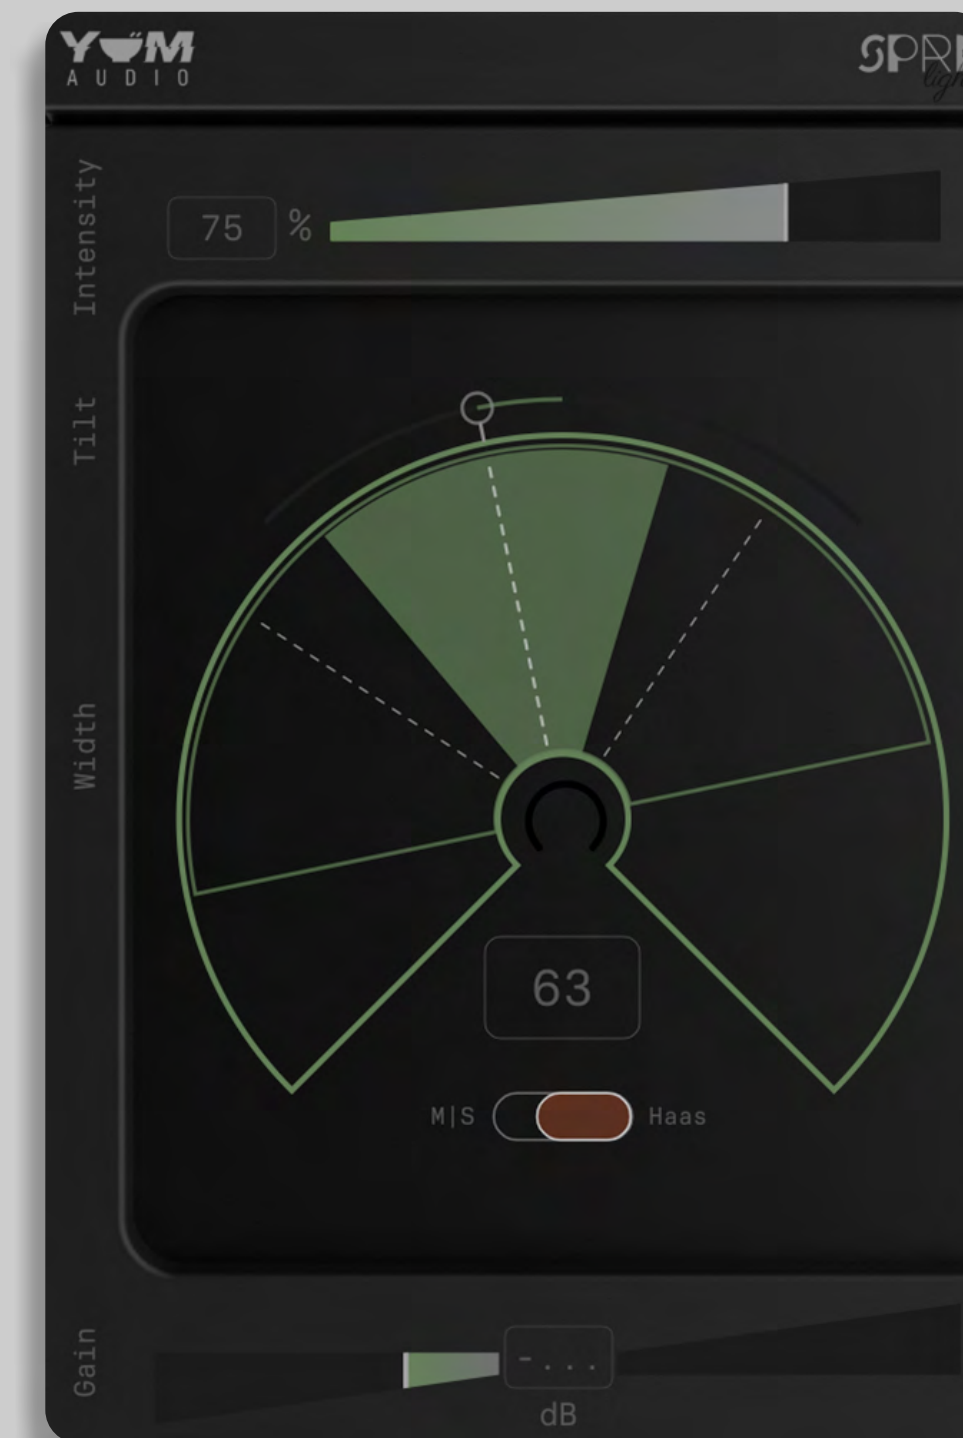 YUM
AUDIO
SPR
Intensity
75 %
Tilt
Width
63
M|S
Haas
Gain
-...
dB